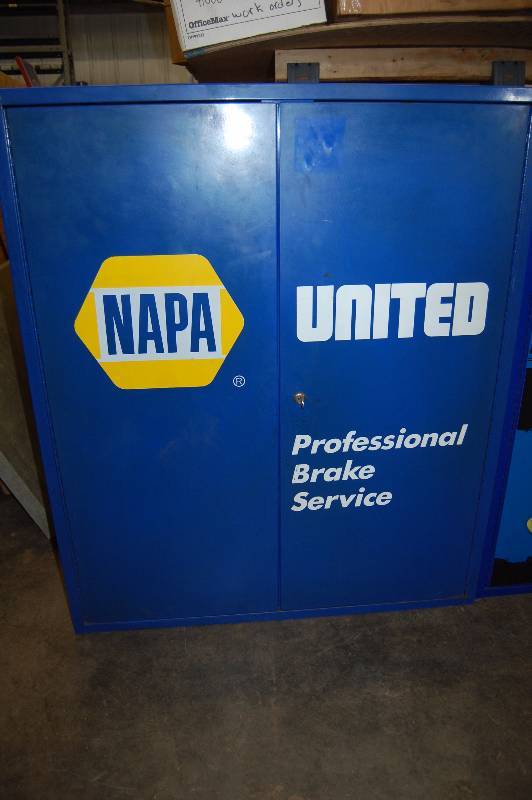 OfficeMax work orders
NAPA
®
UNITED
Professional
Brake
Service